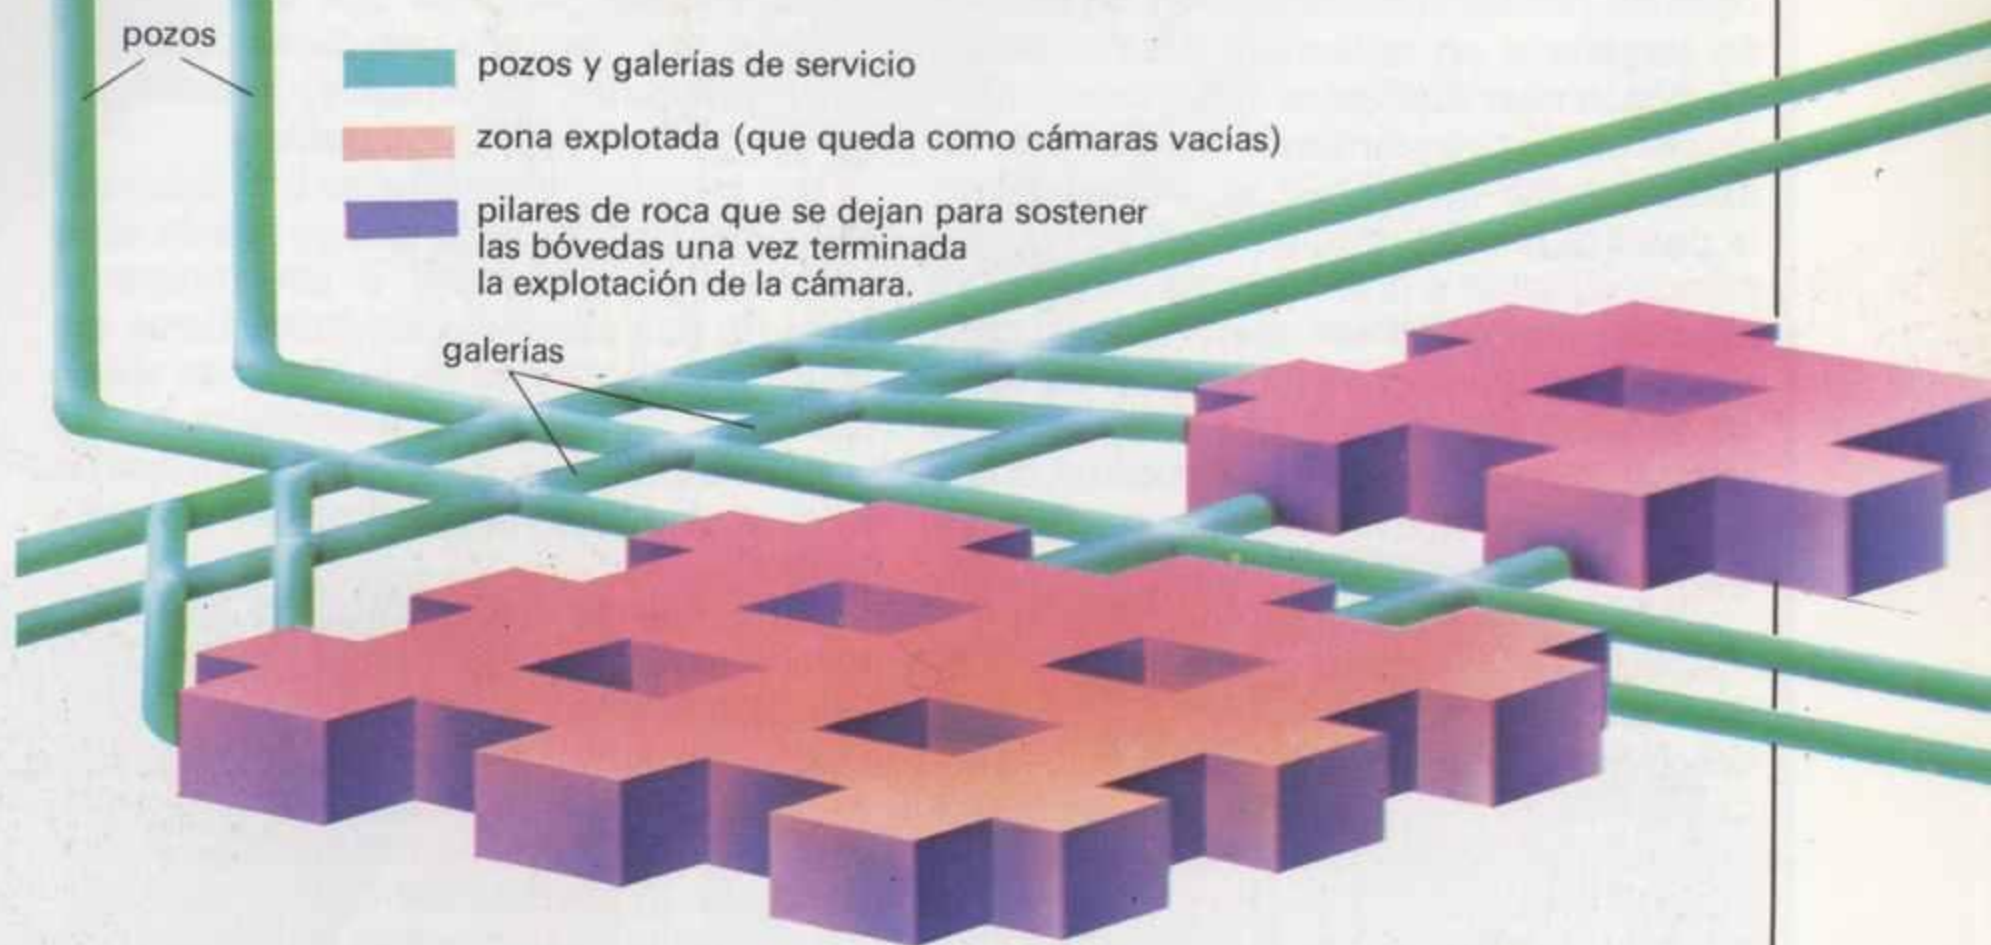 pozos
pozos y galerías de servicio
zona explotada (que queda como cámaras vacías)
pilares de roca que se dejan para sostener
las bóvedas una vez terminada
la explotación de la cámara.
galerías